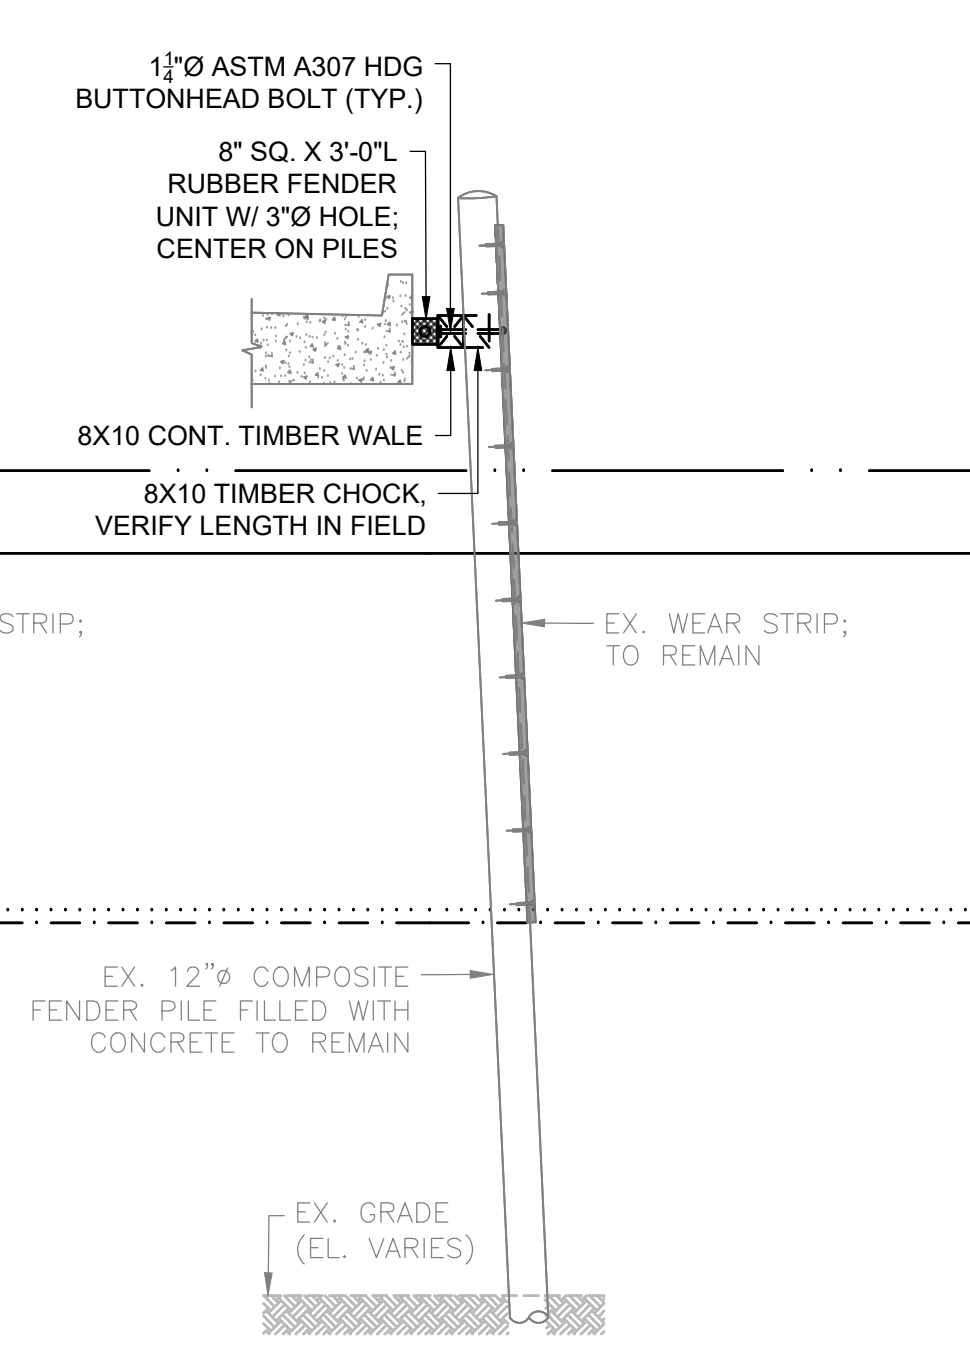 1 1/4"Ø ASTM A307 HDG
BUTTONHEAD BOLT (TYP.)
8" SQ. X 3'-0"L
RUBBER FENDER
UNIT W/ 3"Ø HOLE;
CENTER ON PILES
8X10 CONT. TIMBER WALE
8X10 TIMBER CHOCK,
VERIFY LENGTH IN FIELD
STRIP;
EX. WEAR STRIP;
TO REMAIN
EX. 12"ø COMPOSITE
FENDER PILE FILLED WITH
CONCRETE TO REMAIN
EX. GRADE
(EL. VARIES)